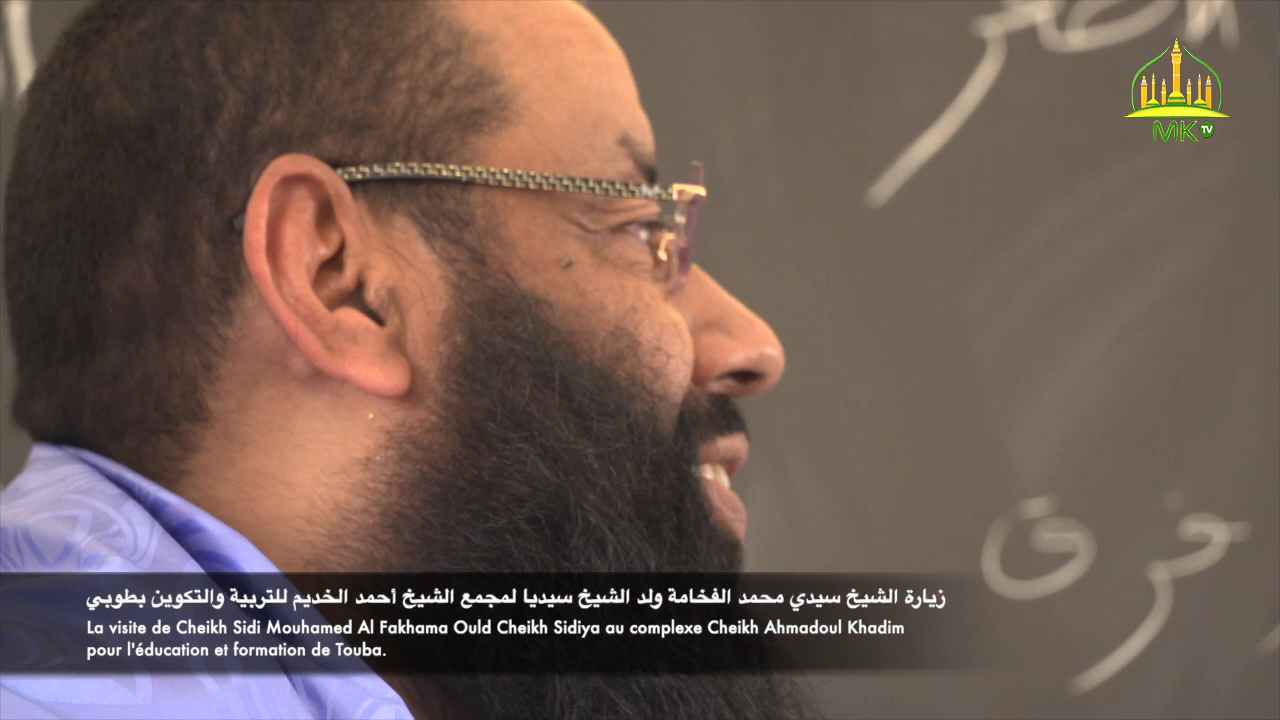 MK TV
زيارة الشيخ سيدي محمد الفخامة ولد الشيخ سيديا لمجمع الشيخ أحمد الخديم للتربية والتكوين بطوبي
La visite de Cheikh Sidi Mouhamed Al Fakhama Ould Cheikh Sidiya au complexe Cheikh Ahmadoul Khadim
pour l'éducation et formation de Touba.